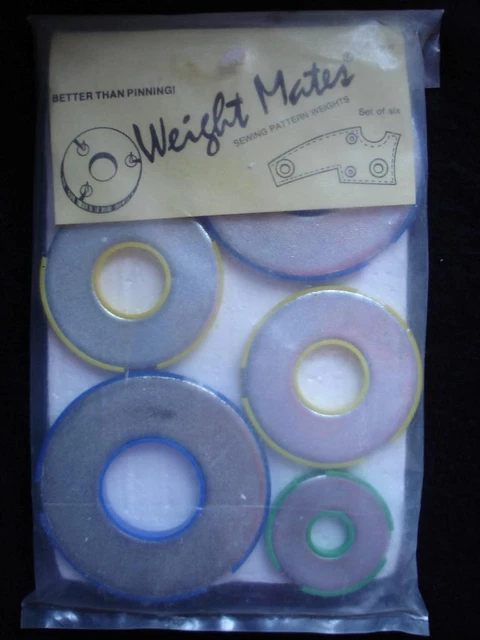 BETTER THAN PINNING!
Weight Mates®
SEWING PATTERN WEIGHTS
Set of six